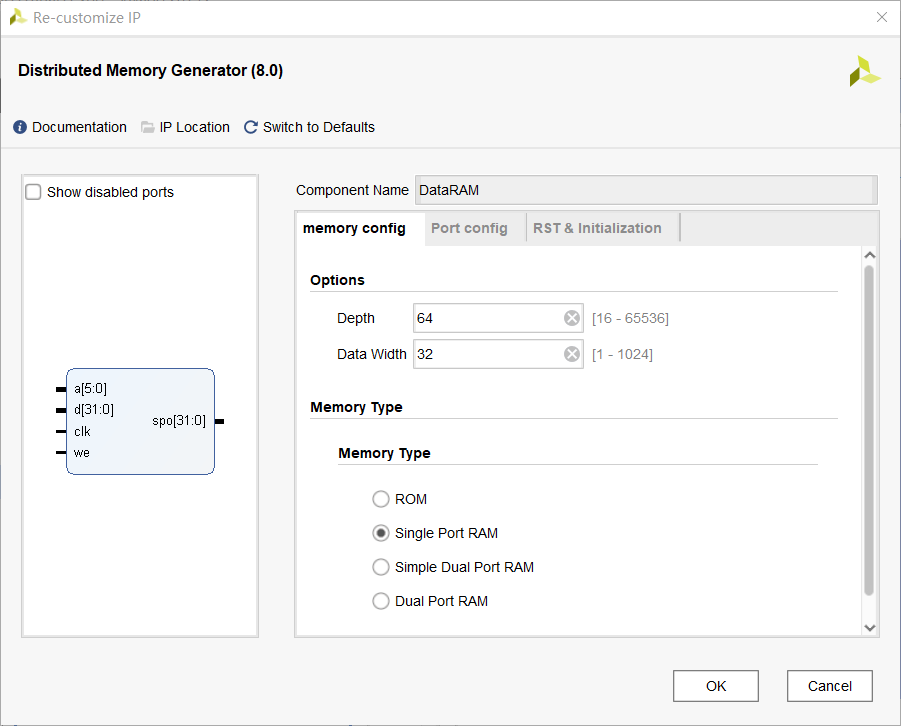 Re-customize IP
Distributed Memory Generator (8.0)
Documentation IP Location Switch to Defaults
Show disabled ports
a[5:0]
d[31:0]
clk
we
spo[31:0]
Component Name DataRAM
memory config Port config RST & Initialization
Options
Depth 64 [16 - 65536]
Data Width 32 [1 - 1024]
Memory Type
Memory Type
ROM
Single Port RAM
Simple Dual Port RAM
Dual Port RAM
OK Cancel